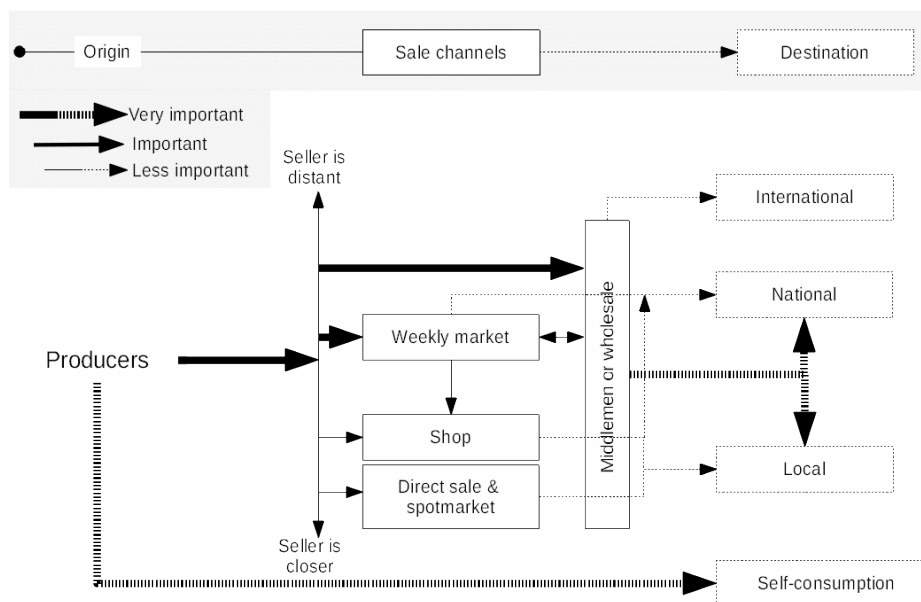 Origin
Sale channels
Destination
Very important
Important
Less important
Seller is
distant
International
National
Weekly market
Middlemen or wholesale
Producers
Shop
Local
Direct sale &
spotmarket
Seller is
closer
Self-consumption